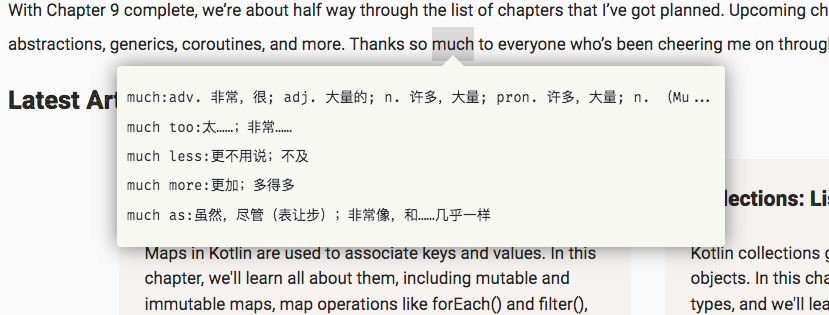 With Chapter 9 complete, we're about half way through the list of chapters that I've got planned. Upcoming ch
abstractions, generics, coroutines, and more. Thanks so much to everyone who's been cheering me on throug
Latest Art
much:adv. 非常，很；adj. 大量的；n. 许多，大量；pron. 许多，大量；n. （Mu...
much too:太……；非常……
much less:更不用说；不及
much more:更加；多得多
much as:虽然，尽管（表让步）；非常像，和……几乎一样
Maps in Kotlin are used to associate keys and values. In this
chapter, we'll learn all about them, including mutable and
immutable maps, map operations like forEach() and filter(),
llections: Lis
Kotlin collections g
objects. In this cha
types, and we'll lea